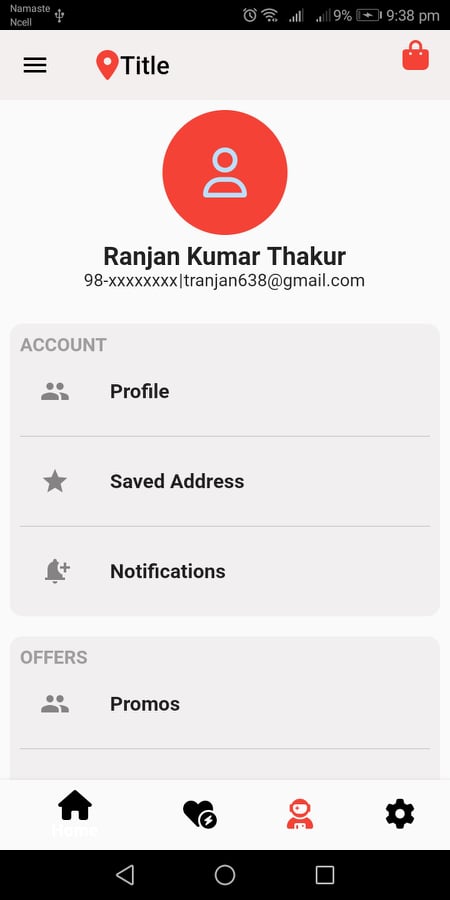 Namaste
Ncell
9% 9:38 pm
Title
Ranjan Kumar Thakur
98-xxxxxxxx|tranjan638@gmail.com
ACCOUNT
Profile
Saved Address
Notifications
OFFERS
Promos
Home